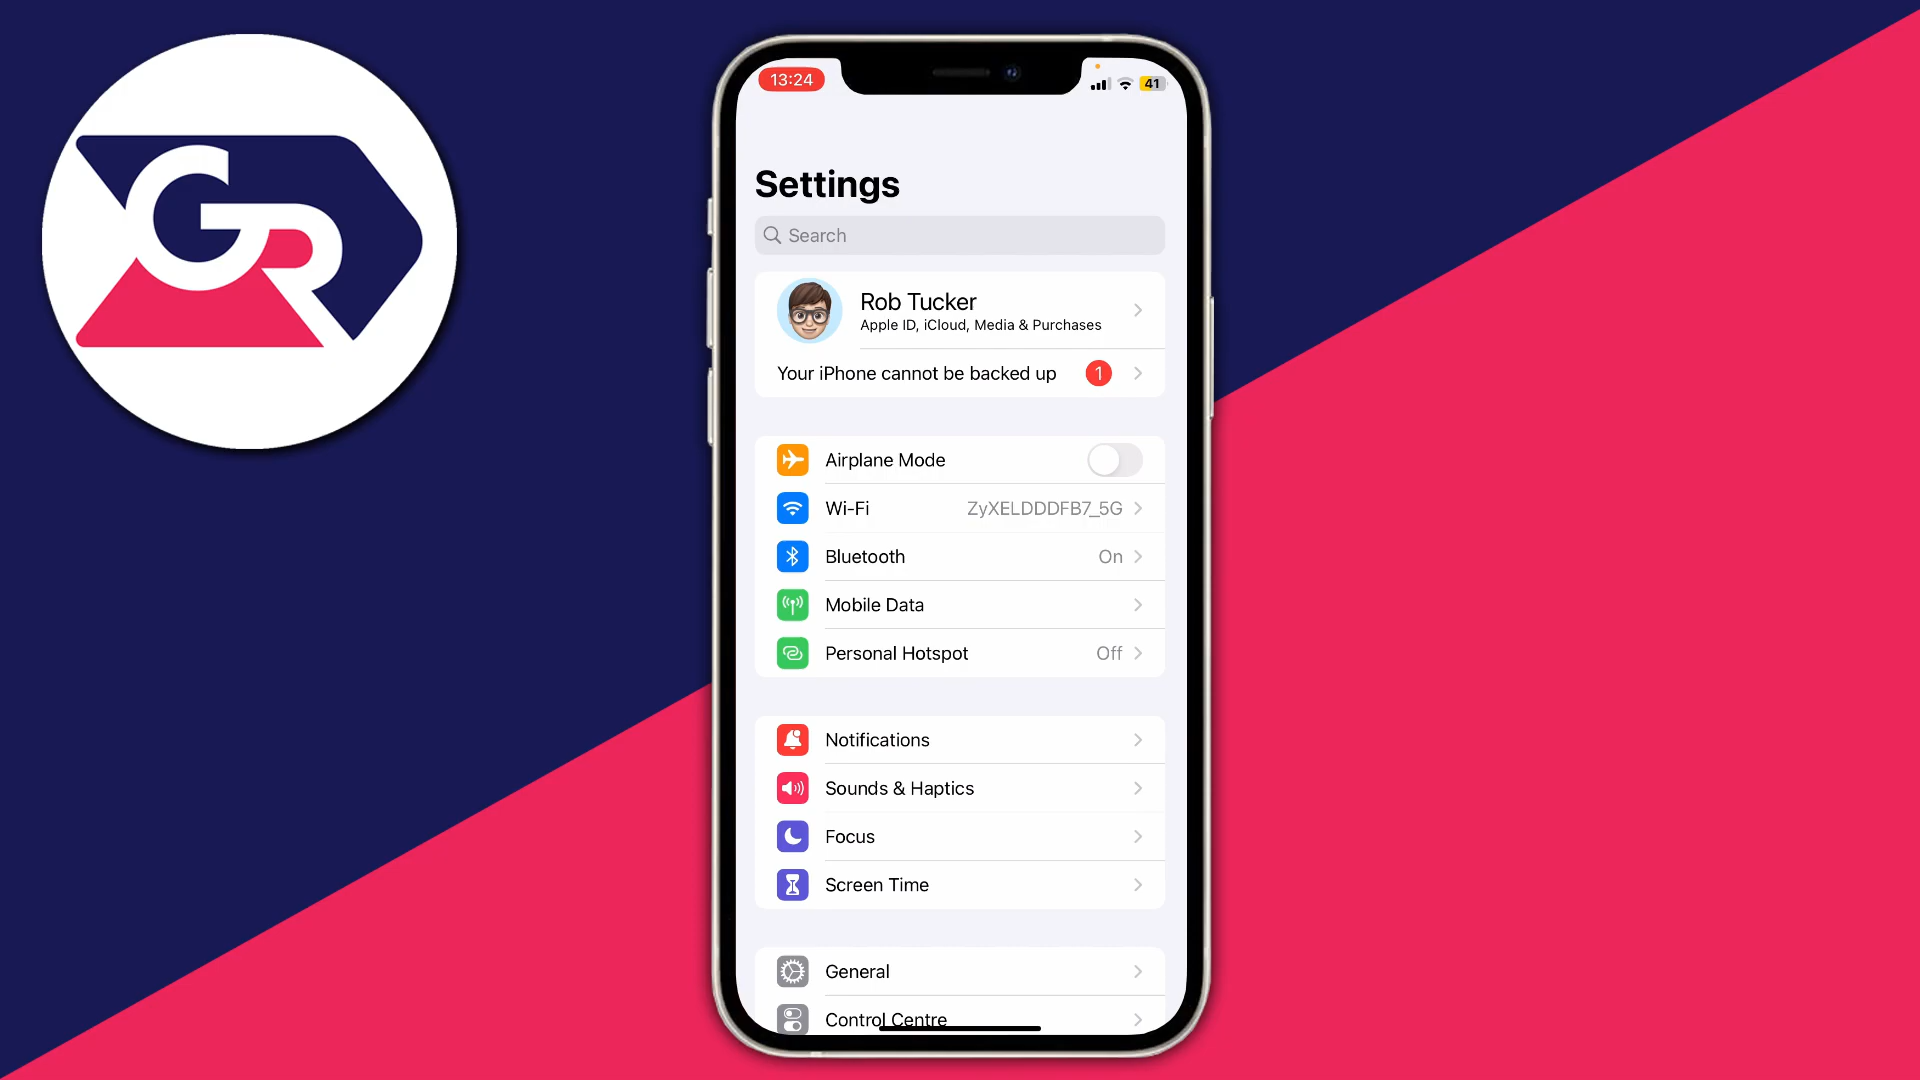 GR
13:24
41
Settings
Search
Rob Tucker
Apple ID, iCloud, Media & Purchases
Your iPhone cannot be backed up 1
Airplane Mode
Wi-Fi ZyXELDDDFB7_5G
Bluetooth On
Mobile Data
Personal Hotspot Off
Notifications
Sounds & Haptics
Focus
Screen Time
General
Control Centre